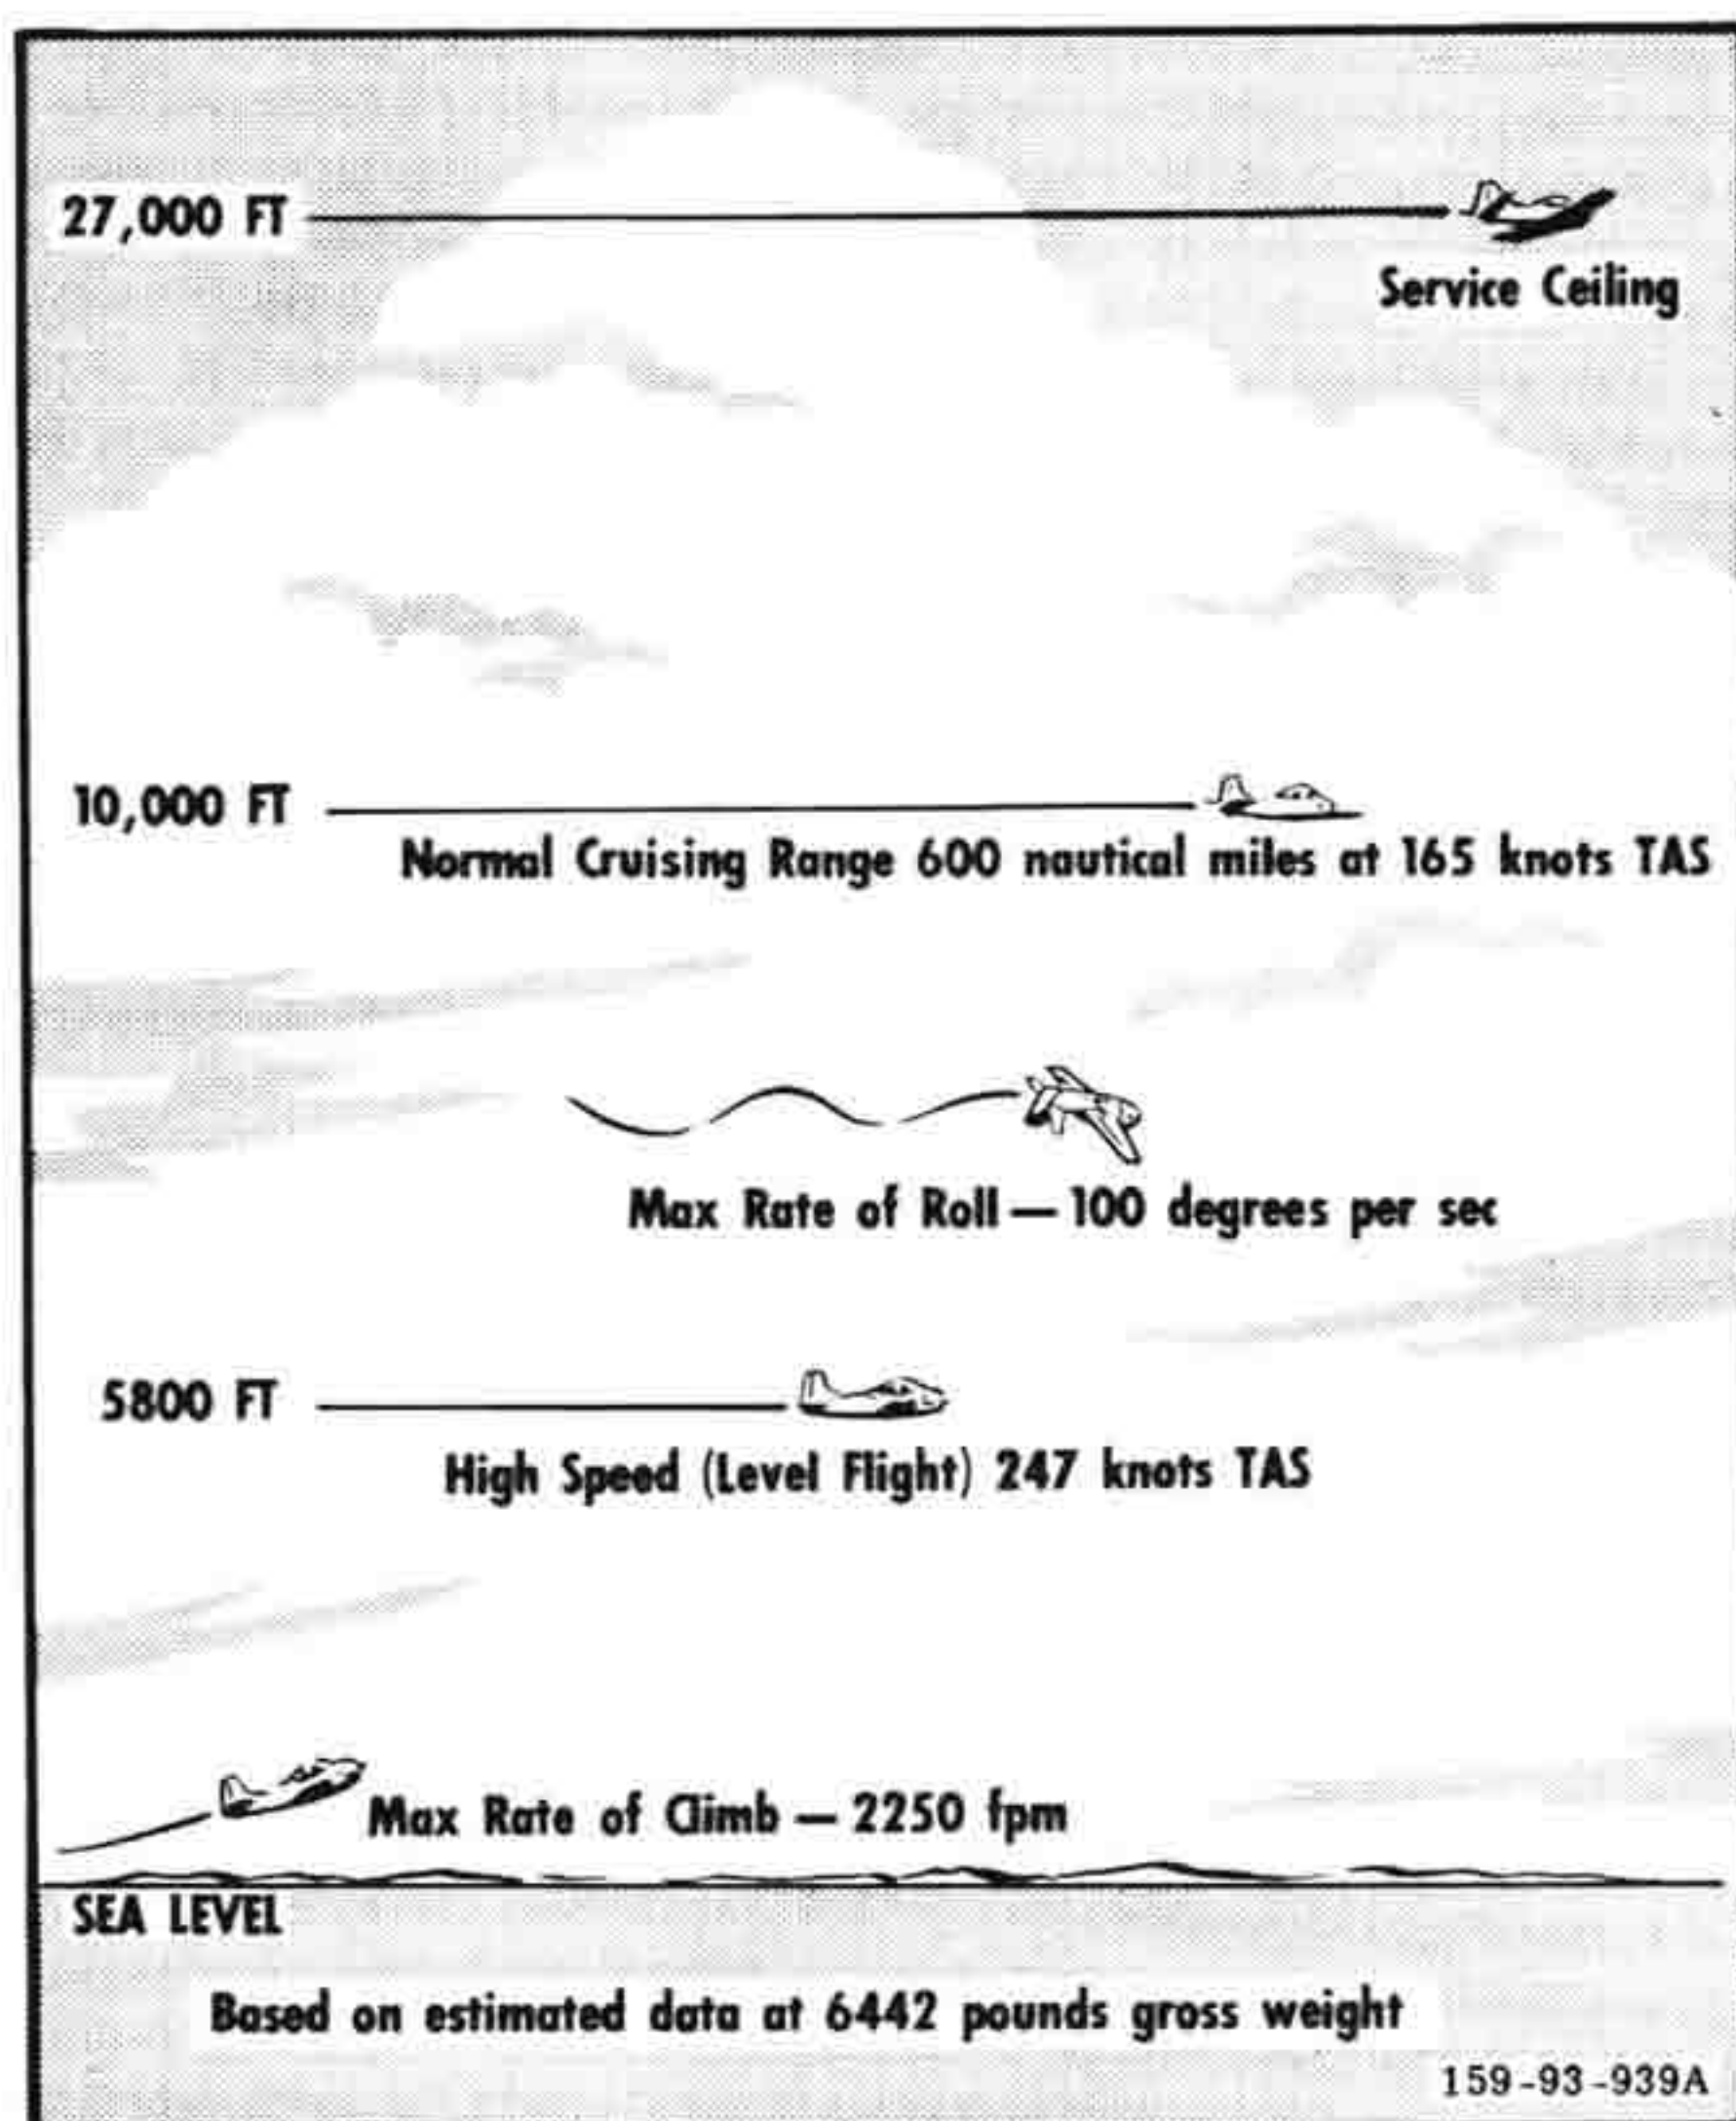 27,000 FT
Service Ceiling
10,000 FT
Normal Cruising Range 600 nautical miles at 165 knots TAS
Max Rate of Roll — 100 degrees per sec
5800 FT
High Speed (Level Flight) 247 knots TAS
Max Rate of Climb — 2250 fpm
SEA LEVEL
Based on estimated data at 6442 pounds gross weight
159-93-939A